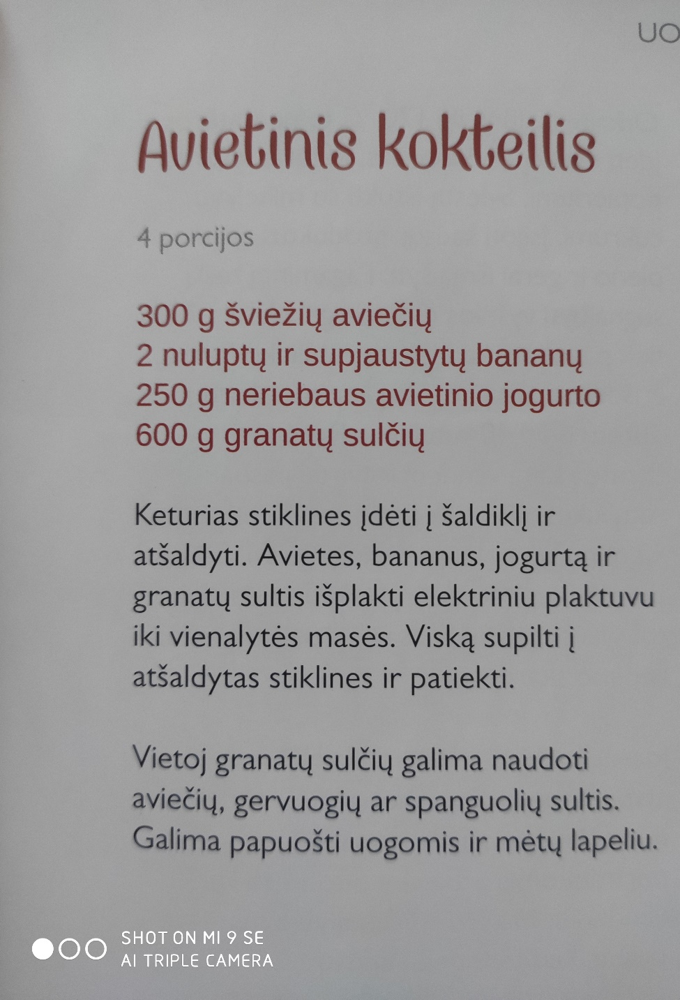 Avietinis kokteilis
4 porcijos
300 g šviežių aviečių
2 nuluptų ir supjaustytų bananų
250 g neriebaus avietinio jogurto
600 g granatų sulčių
Keturias stiklines įdėti į šaldiklį ir
atšaldyti. Avietes, bananus, jogurtą ir
granatų sultis išplakti elektriniu plaktuvu
iki vienalytės masės. Viską supilti į
atšaldytas stiklines ir patiekti.
Vietoj granatų sulčių galima naudoti
aviečių, gervuogių ar spanguolių sultis.
Galima papuošti uogomis ir mėtų lapeliu.
SHOT ON MI 9 SE
AI TRIPLE CAMERA